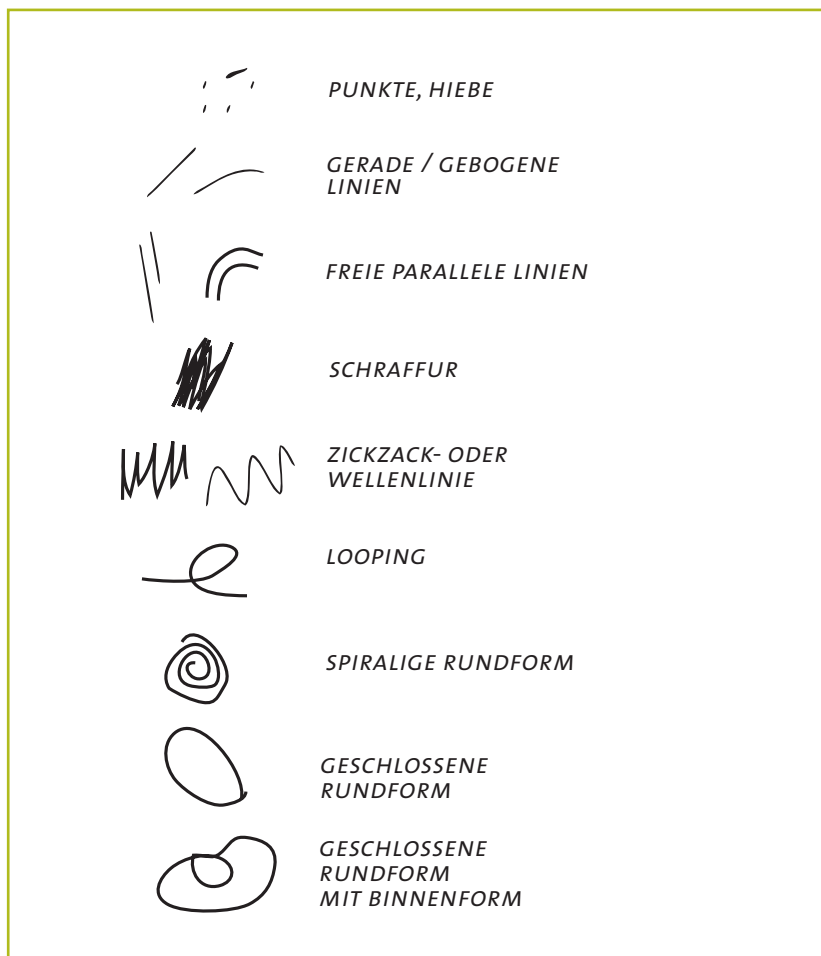 PUNKTE, HIEBE
GERADE / GEBOGENE
LINIEN
FREIE PARALLELE LINIEN
SCHRAFFUR
ZICKZACK- ODER
WELLENLINIE
LOOPING
SPIRALIGE RUNDFORM
GESCHLOSSENE
RUNDFORM
GESCHLOSSENE
RUNDFORM
MIT BINNENFORM